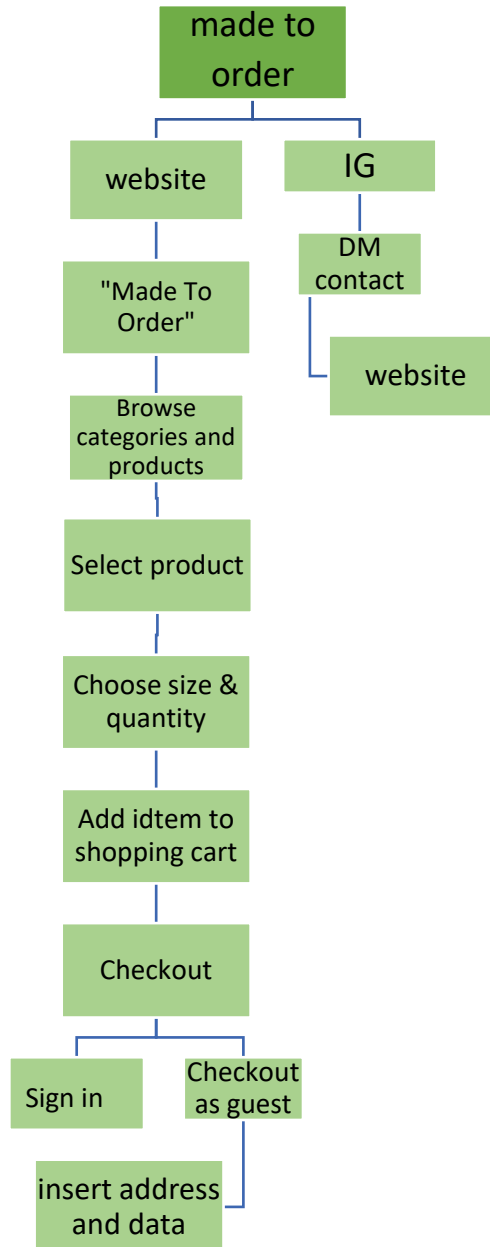 made to
order
website
IG
DM
contact
website
"Made To
Order"
Browse
categories and
products
Select product
Choose size &
quantity
Add idtem to
shopping cart
Checkout
Sign in
Checkout
as guest
insert address
and data